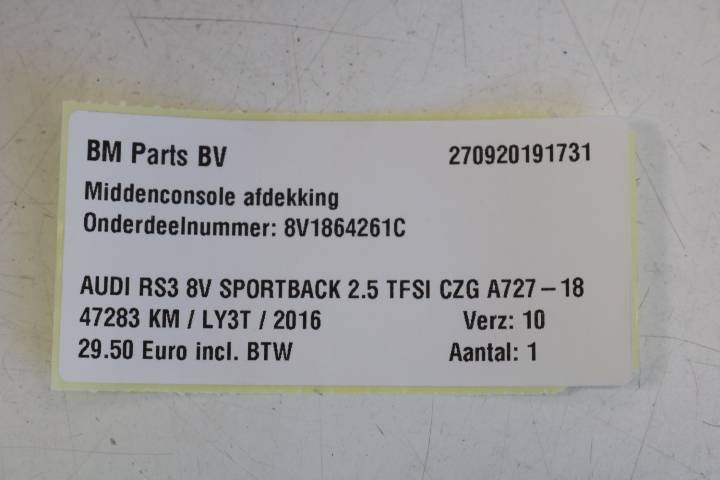 BM Parts BV 270920191731
Middenconsole afdekking
Onderdeelnummer: 8V1864261C
AUDI RS3 8V SPORTBACK 2.5 TFSI CZG A727-18
47283 KM / LY3T / 2016 Verz: 10
29.50 Euro incl. BTW Aantal: 1